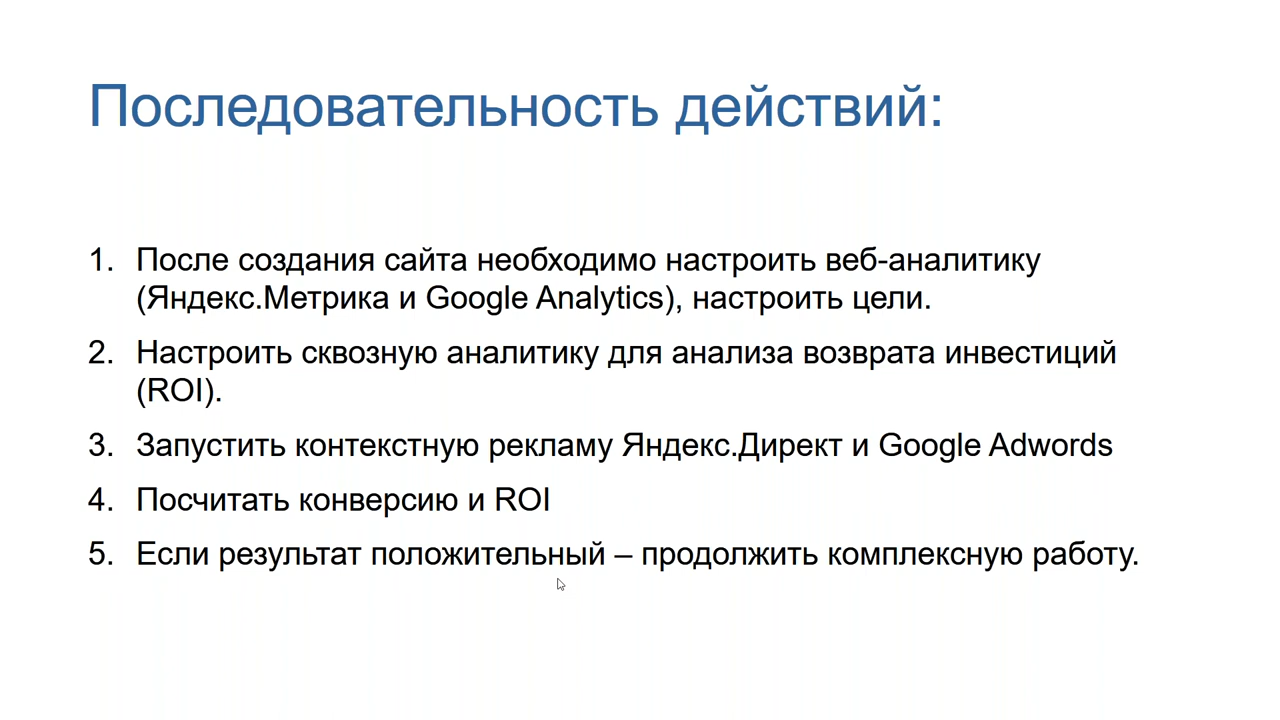 Последовательность действий:
1. После создания сайта необходимо настроить веб-аналитику
(Яндекс.Метрика и Google Analytics), настроить цели.
2. Настроить сквозную аналитику для анализа возврата инвестиций
(ROI).
3. Запустить контекстную рекламу Яндекс.Директ и Google Adwords
4. Посчитать конверсию и ROI
5. Если результат положительный – продолжить комплексную работу.